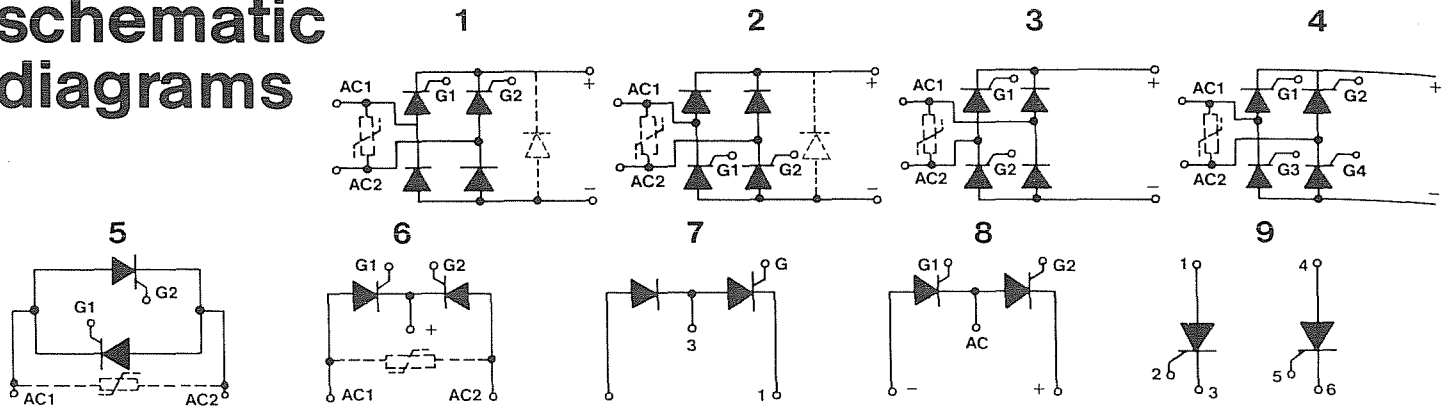 schematic
diagrams
1
AC1
G1
G2
+
AC2
−
2
AC1
+
G1
G2
AC2
−
3
AC1
G1
+
AC2
G2
−
4
AC1
G1
G2
+
AC2
G3
G4
−
5
G2
G1
AC1
AC2
6
G1
G2
+
AC1
AC2
7
G
3
1
8
G1
G2
AC
−
+
9
1
4
2
3
5
6